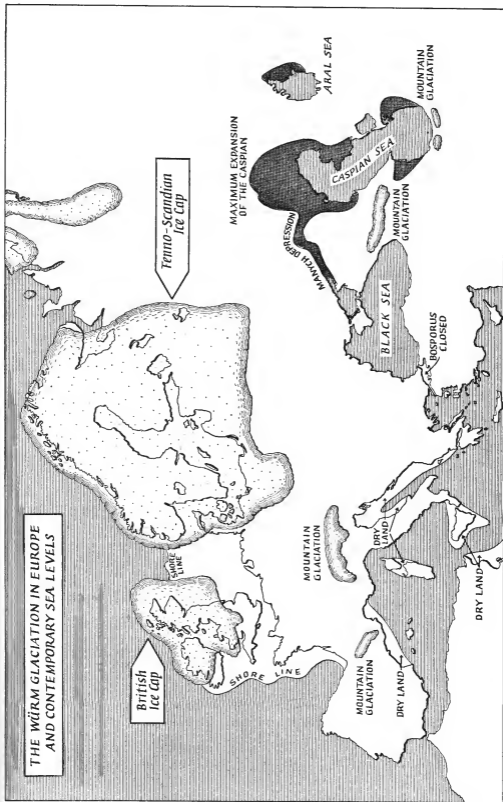 THE WÜRM GLACIATION IN EUROPE
AND CONTEMPORARY SEA LEVELS
British
Ice Cap
Fenno-Scandian
Ice Cap
SHORE
LINE
SHORE LINE
MAXIMUM EXPANSION
OF THE CASPIAN
ARAL SEA
MANYCH DEPRESSION
CASPIAN SEA
MOUNTAIN
GLACIATION
MOUNTAIN
GLACIATION
BLACK SEA
BOSPORUS
CLOSED
MOUNTAIN
GLACIATION
MOUNTAIN
GLACIATION
DRY
LAND
DRY LAND
DRY LAND